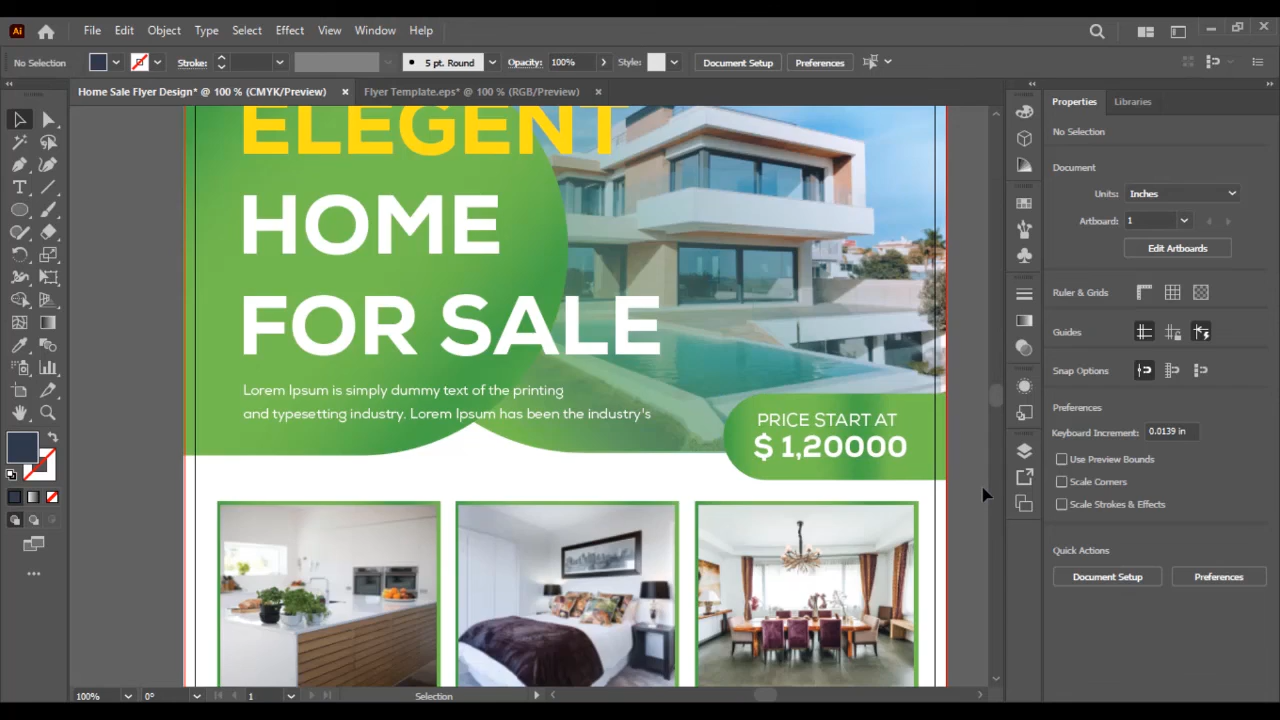 Ai
File Edit Object Type Select Effect View Window Help
No Selection
Stroke:
5 pt. Round
Opacity: 100%
Style:
Document Setup
Preferences
Home Sale Flyer Design* @ 100 % (CMYK/Preview)
Flyer Template.eps* @ 100 % (RGB/Preview)
Properties
Libraries
No Selection
Document
Units: Inches
Artboard: 1
Edit Artboards
Ruler & Grids
Guides
Snap Options
Preferences
Keyboard Increment: 0.0139 in
Use Preview Bounds
Scale Corners
Scale Strokes & Effects
Quick Actions
Document Setup
Preferences
ELEGENT
HOME
FOR SALE
Lorem Ipsum is simply dummy text of the printing
and typesetting industry. Lorem Ipsum has been the industry's
PRICE START AT
$ 1,20000
100%
0°
1
Selection